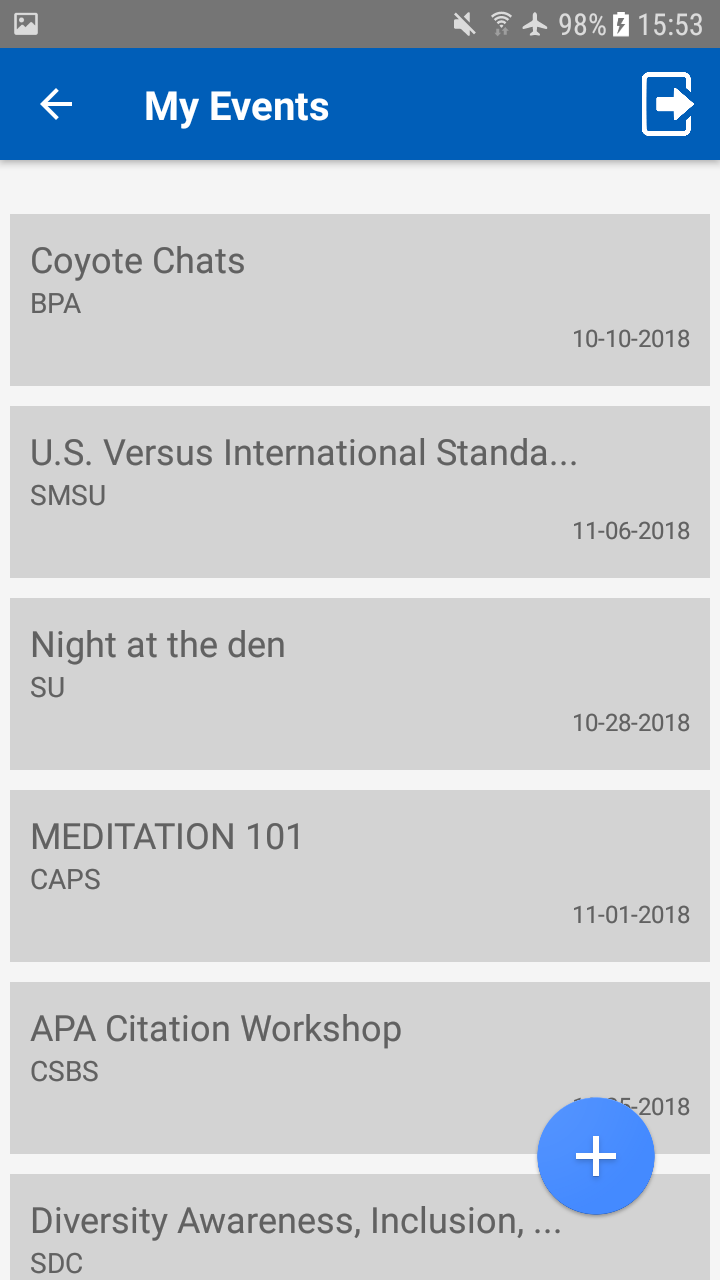 98% 15:53
My Events
Coyote Chats
BPA
10-10-2018
U.S. Versus International Standa...
SMSU
11-06-2018
Night at the den
SU
10-28-2018
MEDITATION 101
CAPS
11-01-2018
APA Citation Workshop
CSBS
-2018
Diversity Awareness, Inclusion, ...
SDC